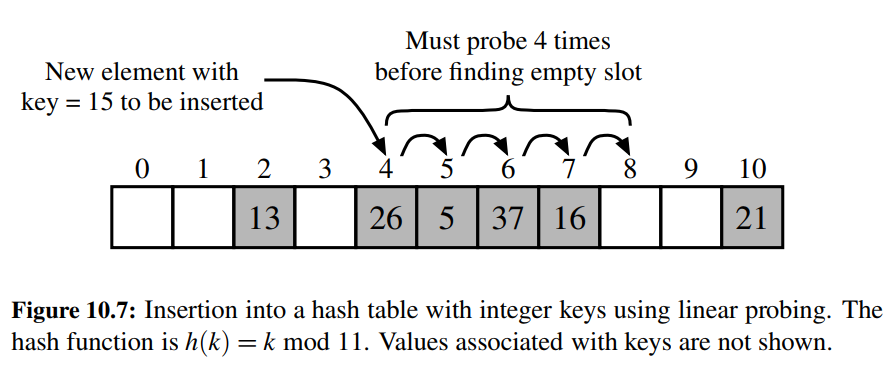 Must probe 4 times
before finding empty slot
New element with
key = 15 to be inserted
0 1 2 3 4 5 6 7 8 9 10
13 26 5 37 16 21
Figure 10.7: Insertion into a hash table with integer keys using linear probing. The
hash function is h(k) = k mod 11. Values associated with keys are not shown.